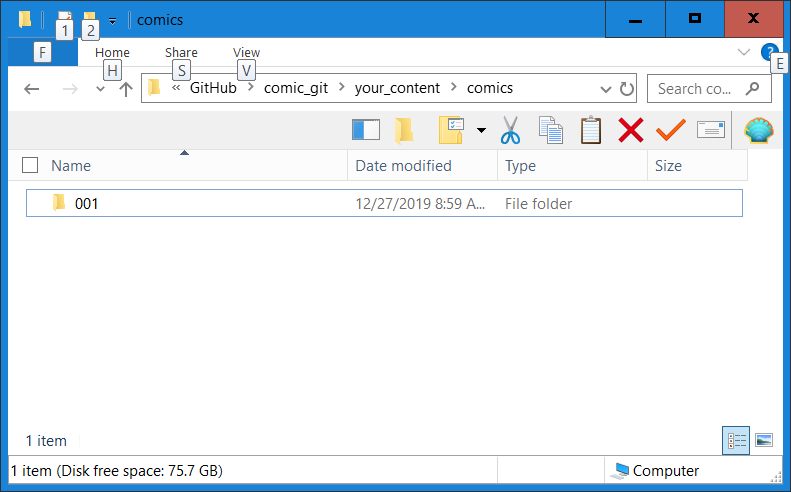 1 2 comics
F Home Share View ? E
H S V
« GitHub > comic_git > your_content > comics Search co...
Name Date modified Type Size
001 12/27/2019 8:59 A... File folder
1 item
1 item (Disk free space: 75.7 GB) Computer